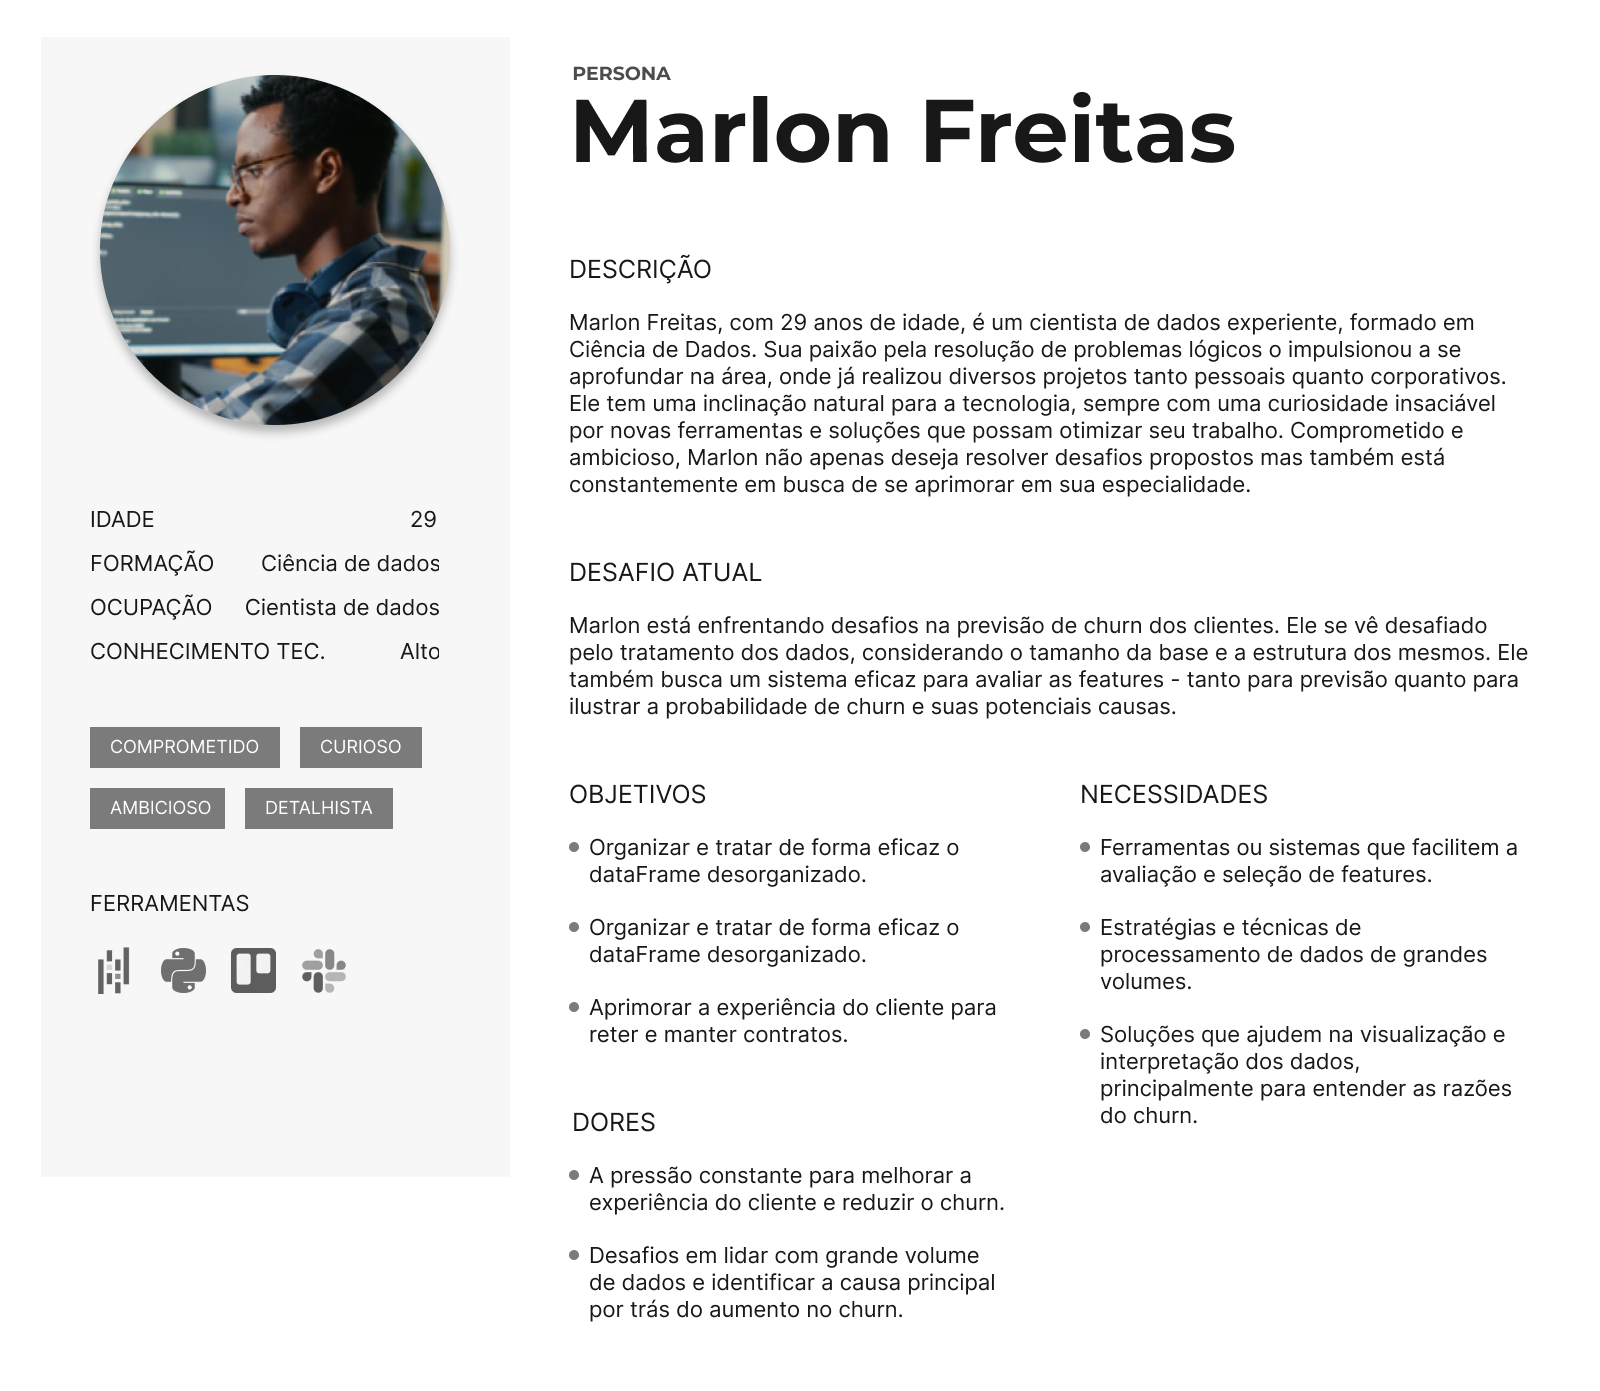 PERSONA
Marlon Freitas
IDADE 29
FORMAÇÃO Ciência de dados
OCUPAÇÃO Cientista de dados
CONHECIMENTO TEC. Alto
COMPROMETIDO CURIOSO
AMBICIOSO DETALHISTA
FERRAMENTAS
DESCRIÇÃO
Marlon Freitas, com 29 anos de idade, é um cientista de dados experiente, formado em
Ciência de Dados. Sua paixão pela resolução de problemas lógicos o impulsionou a se
aprofundar na área, onde já realizou diversos projetos tanto pessoais quanto corporativos.
Ele tem uma inclinação natural para a tecnologia, sempre com uma curiosidade insaciável
por novas ferramentas e soluções que possam otimizar seu trabalho. Comprometido e
ambicioso, Marlon não apenas deseja resolver desafios propostos mas também está
constantemente em busca de se aprimorar em sua especialidade.
DESAFIO ATUAL
Marlon está enfrentando desafios na previsão de churn dos clientes. Ele se vê desafiado
pelo tratamento dos dados, considerando o tamanho da base e a estrutura dos mesmos. Ele
também busca um sistema eficaz para avaliar as features - tanto para previsão quanto para
ilustrar a probabilidade de churn e suas potenciais causas.
OBJETIVOS
Organizar e tratar de forma eficaz o
dataFrame desorganizado.
Organizar e tratar de forma eficaz o
dataFrame desorganizado.
Aprimorar a experiência do cliente para
reter e manter contratos.
DORES
A pressão constante para melhorar a
experiência do cliente e reduzir o churn.
Desafios em lidar com grande volume
de dados e identificar a causa principal
por trás do aumento no churn.
NECESSIDADES
Ferramentas ou sistemas que facilitem a
avaliação e seleção de features.
Estratégias e técnicas de
processamento de dados de grandes
volumes.
Soluções que ajudem na visualização e
interpretação dos dados,
principalmente para entender as razões
do churn.